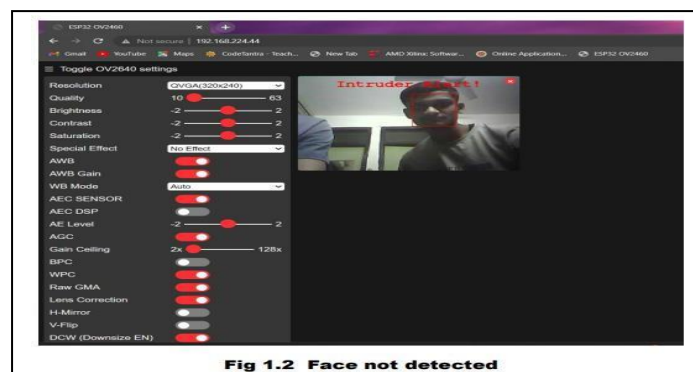 ESP32 OV2460
Not secure | 192.168.224.44
Gmail YouTube Maps CodeTantra - Teach... New Tab AMD Xilinx Softwar... Online Application... ESP32 OV2460
Toggle OV2640 settings
Resolution QVGA(320x240)
Quality 10 63
Brightness -2 2
Contrast -2 2
Saturation -2 2
Special Effect No Effect
AWB
AWB Gain
WB Mode Auto
AEC SENSOR
AEC DSP
AE Level -2 2
AGC
Gain Ceiling 2x 128x
BPC
WPC
Raw GMA
Lens Correction
H-Mirror
V-Flip
DCW (Downsize EN)
Intruder Alert!
Fig 1.2 Face not detected